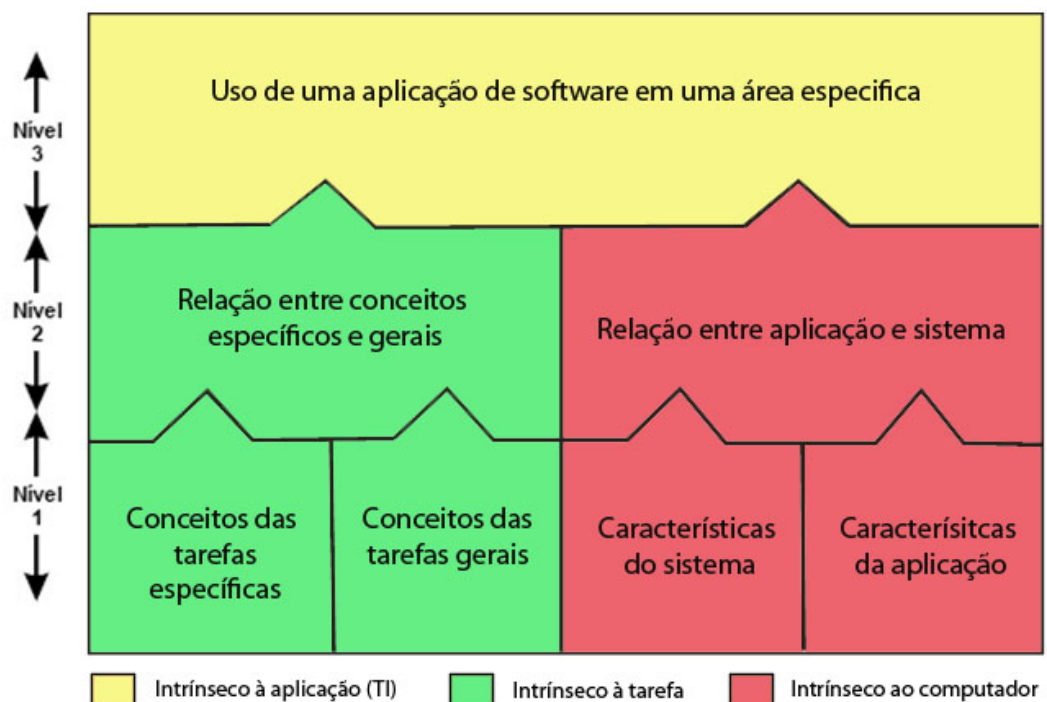 Uso de uma aplicação de software em uma área especifica
Nível
3
Relação entre conceitos
específicos e gerais
Relação entre aplicação e sistema
Nível
2
Conceitos das
tarefas
específicas
Conceitos das
tarefas gerais
Características
do sistema
Caracterísitcas
da aplicação
Nível
1
Intrínseco à aplicação (TI)
Intrínseco à tarefa
Intrínseco ao computador